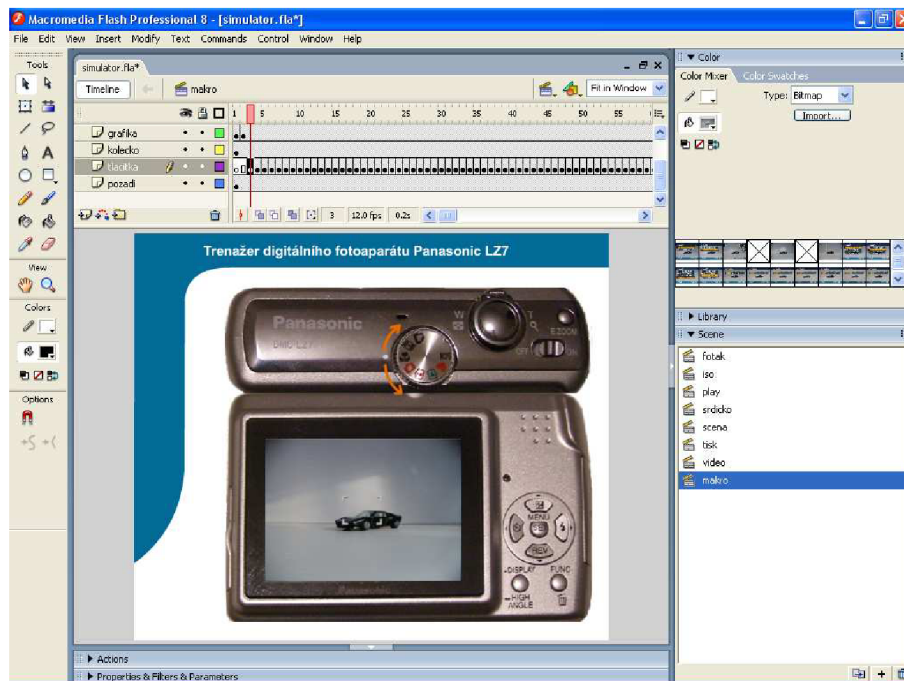 Macromedia Flash Professional 8 - [simulator.fla*]
File Edit View Insert Modify Text Commands Control Window Help
Tools
View
Colors
Options
simulator.fla*
Timeline
makro
Fit in Window
1 5 10 15 20 25 30 35 40 45 50 55
grafika
kolecko
tlacitka
pozadi
3 12.0 fps 0.2s
Trenažer digitálního fotoaparátu Panasonic LZ7
Panasonic
DMC-LZ7
W T
E.ZOOM
OFF ON
MENU
REV
DISPLAY FUNC
HIGH
ANGLE
Panasonic
Actions
Properties & Filters & Parameters
Color
Color Mixer Color Swatches
Type: Bitmap
Import...
Library
Scene
fotak
iso
play
srdicko
scena
tisk
video
makro